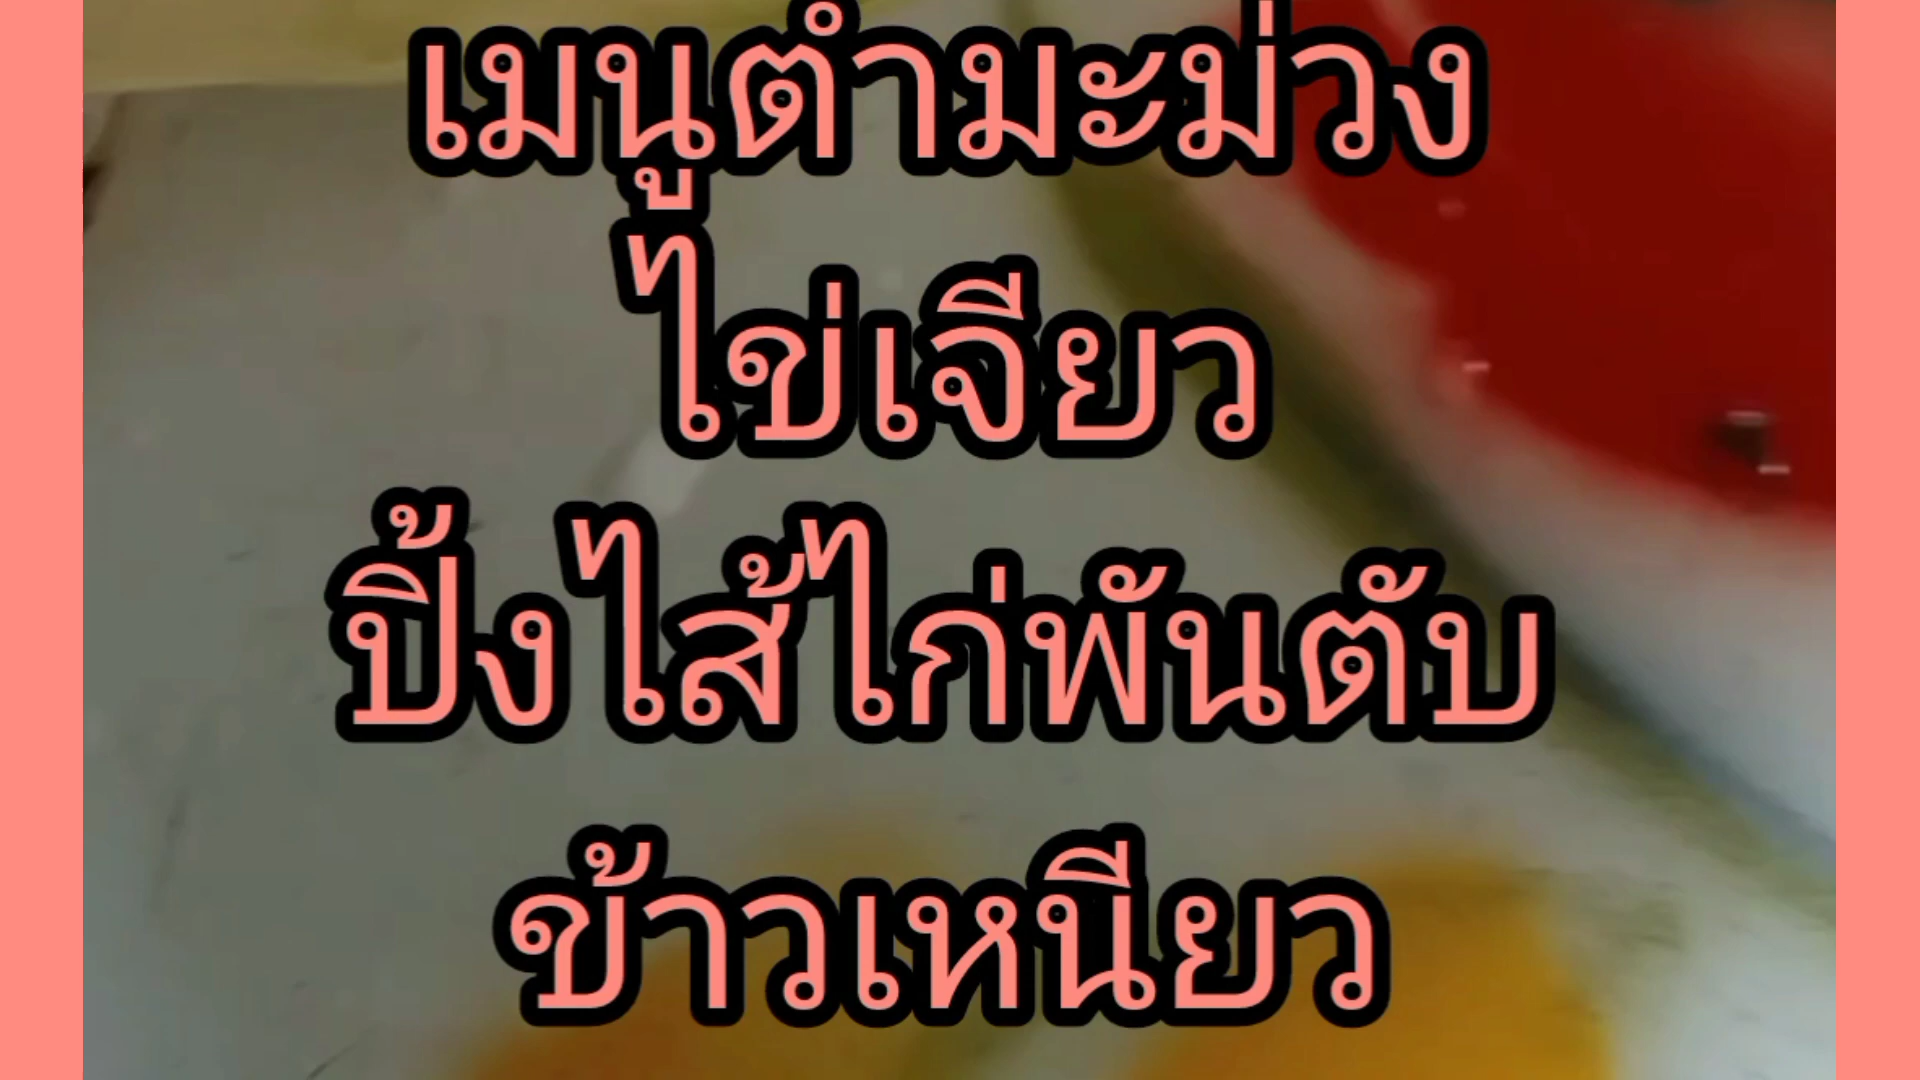 เมนูตำมะม่วง
ไข่เจียว
ปิ้งไส้ไก่พันตับ
ข้าวเหนียว